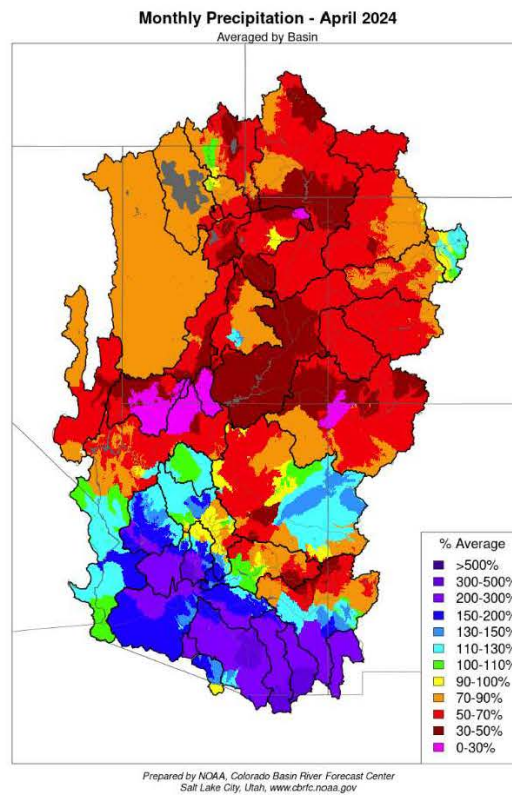 Monthly Precipitation - April 2024
Averaged by Basin
% Average
>500%
300-500%
200-300%
150-200%
130-150%
110-130%
100-110%
90-100%
70-90%
50-70%
30-50%
0-30%
Prepared by NOAA, Colorado Basin River Forecast Center
Salt Lake City, Utah, www.cbrfc.noaa.gov